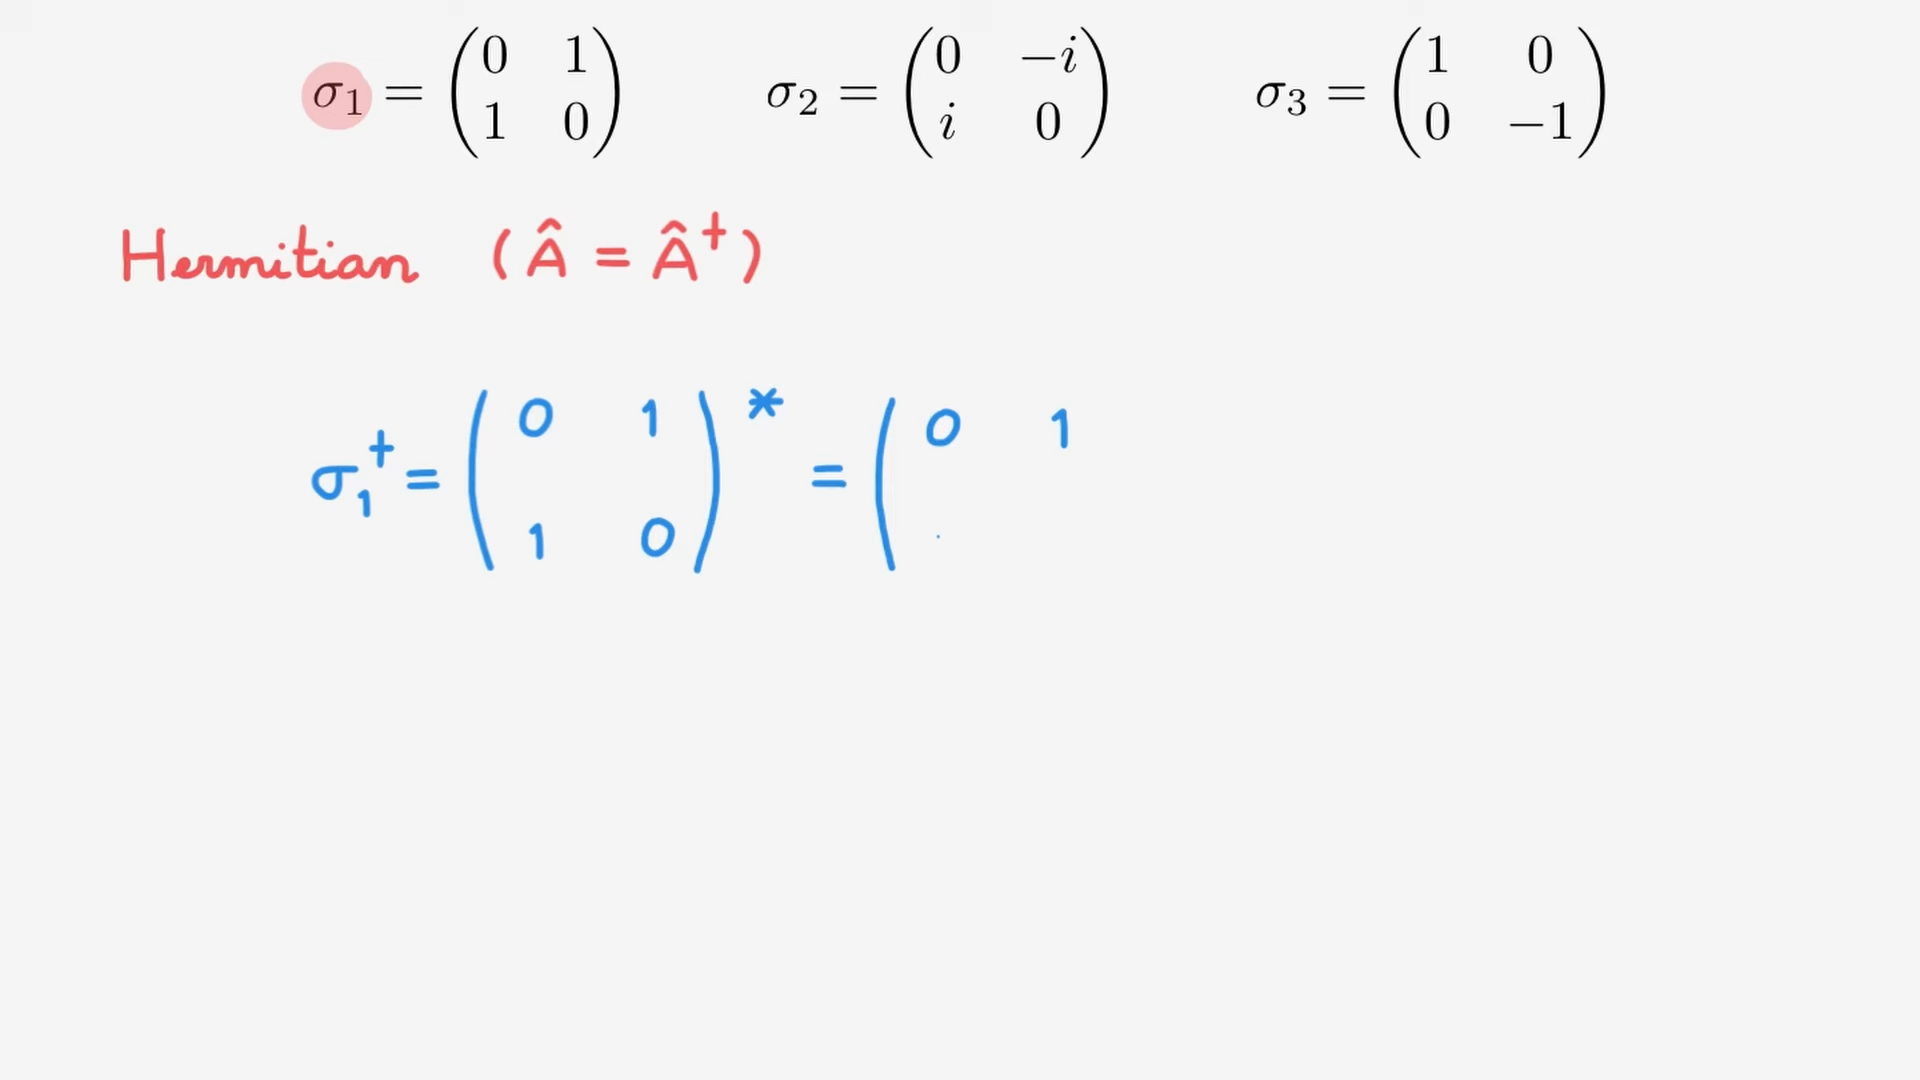 σ₁ = (0 1; 1 0) σ₂ = (0 −i; i 0) σ₃ = (1 0; 0 −1)
Hermitian (Â = Â†)
σ₁† = (0 1; 1 0)* = (0 1